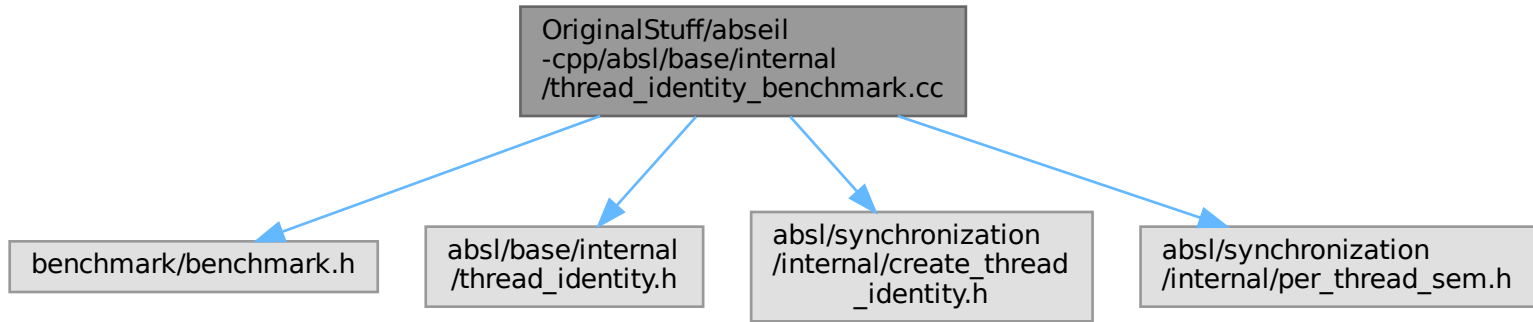 OriginalStuff/abseil
-cpp/absl/base/internal
/thread_identity_benchmark.cc
benchmark/benchmark.h
absl/base/internal
/thread_identity.h
absl/synchronization
/internal/create_thread
_identity.h
absl/synchronization
/internal/per_thread_sem.h